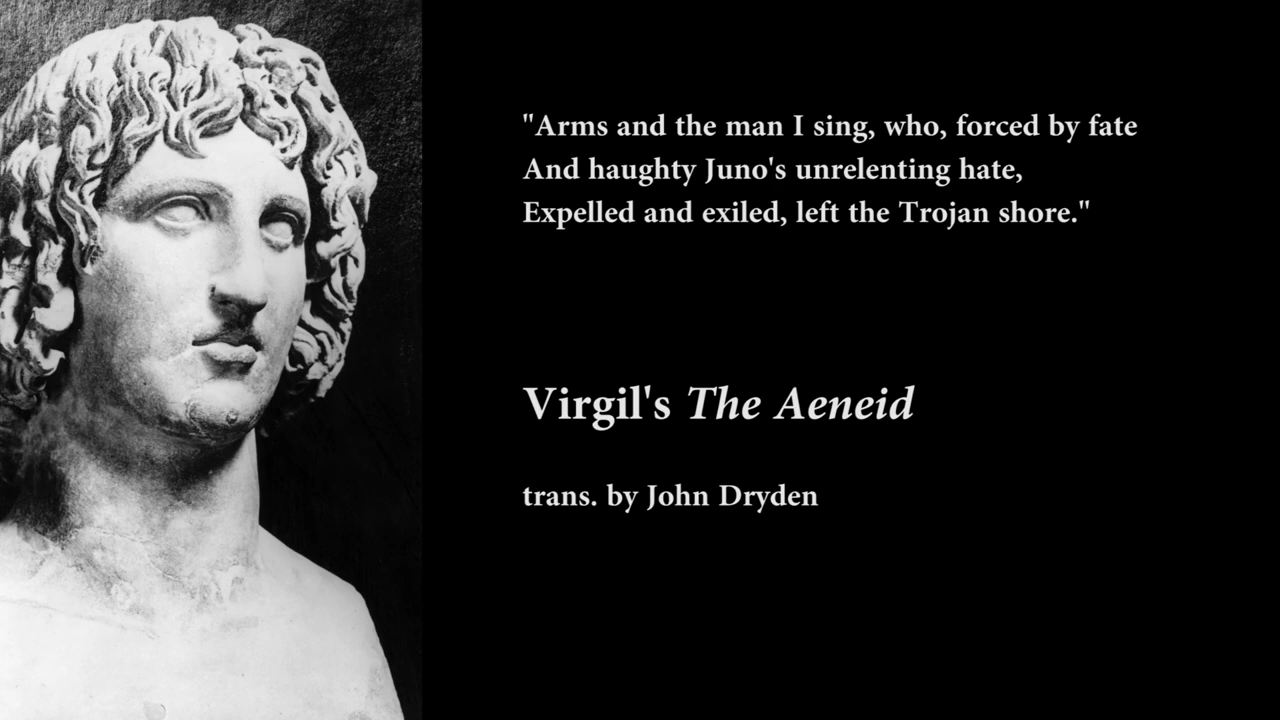 "Arms and the man I sing, who, forced by fate
And haughty Juno's unrelenting hate,
Expelled and exiled, left the Trojan shore."
Virgil's The Aeneid
trans. by John Dryden